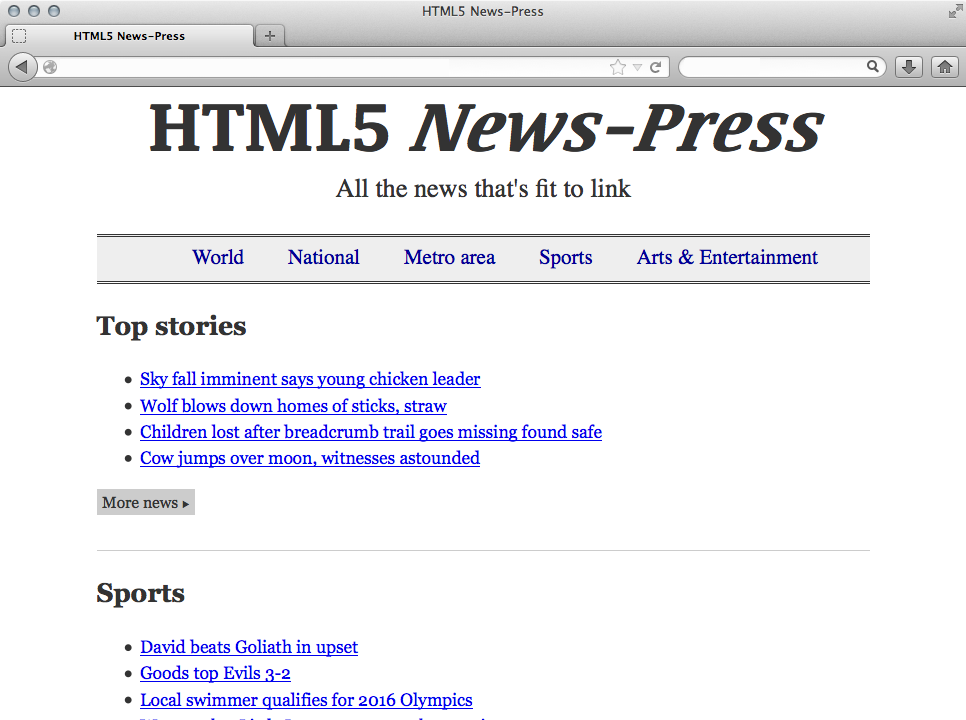 HTML5 News-Press
HTML5 News-Press
HTML5 News-Press
All the news that's fit to link
World National Metro area Sports Arts & Entertainment
Top stories
Sky fall imminent says young chicken leader
Wolf blows down homes of sticks, straw
Children lost after breadcrumb trail goes missing found safe
Cow jumps over moon, witnesses astounded
More news ▸
Sports
David beats Goliath in upset
Goods top Evils 3-2
Local swimmer qualifies for 2016 Olympics